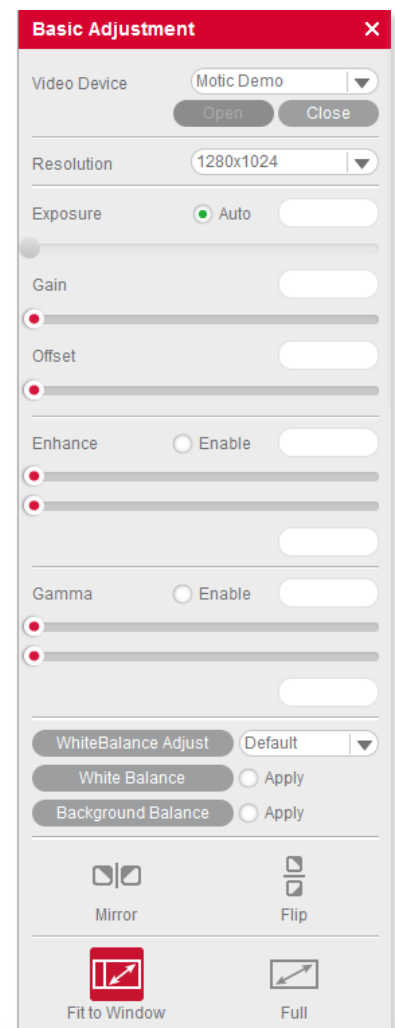 Basic Adjustment
Video Device Motic Demo
Open Close
Resolution 1280x1024
Exposure Auto
Gain
Offset
Enhance Enable
Gamma Enable
WhiteBalance Adjust Default
White Balance Apply
Background Balance Apply
Mirror Flip
Fit to Window Full